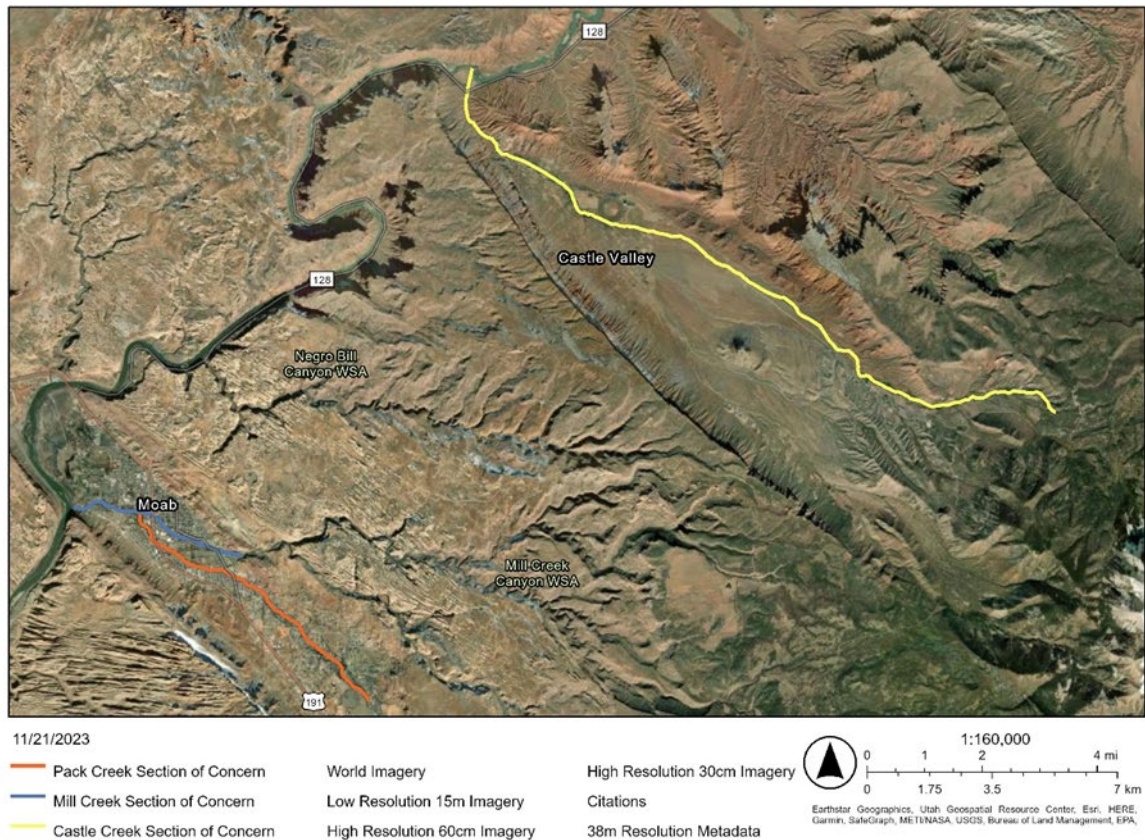 128
Castle Valley
128
Negro Bill
Canyon WSA
Moab
Mill Creek
Canyon WSA
191
11/21/2023
Pack Creek Section of Concern
Mill Creek Section of Concern
Castle Creek Section of Concern
World Imagery
Low Resolution 15m Imagery
High Resolution 60cm Imagery
High Resolution 30cm Imagery
Citations
38m Resolution Metadata
1:160,000
0 1 2 4 mi
0 1.75 3.5 7 km
Earthstar Geographics, Utah Geospatial Resource Center, Esri, HERE,
Garmin, SafeGraph, METI/NASA, USGS, Bureau of Land Management, EPA,